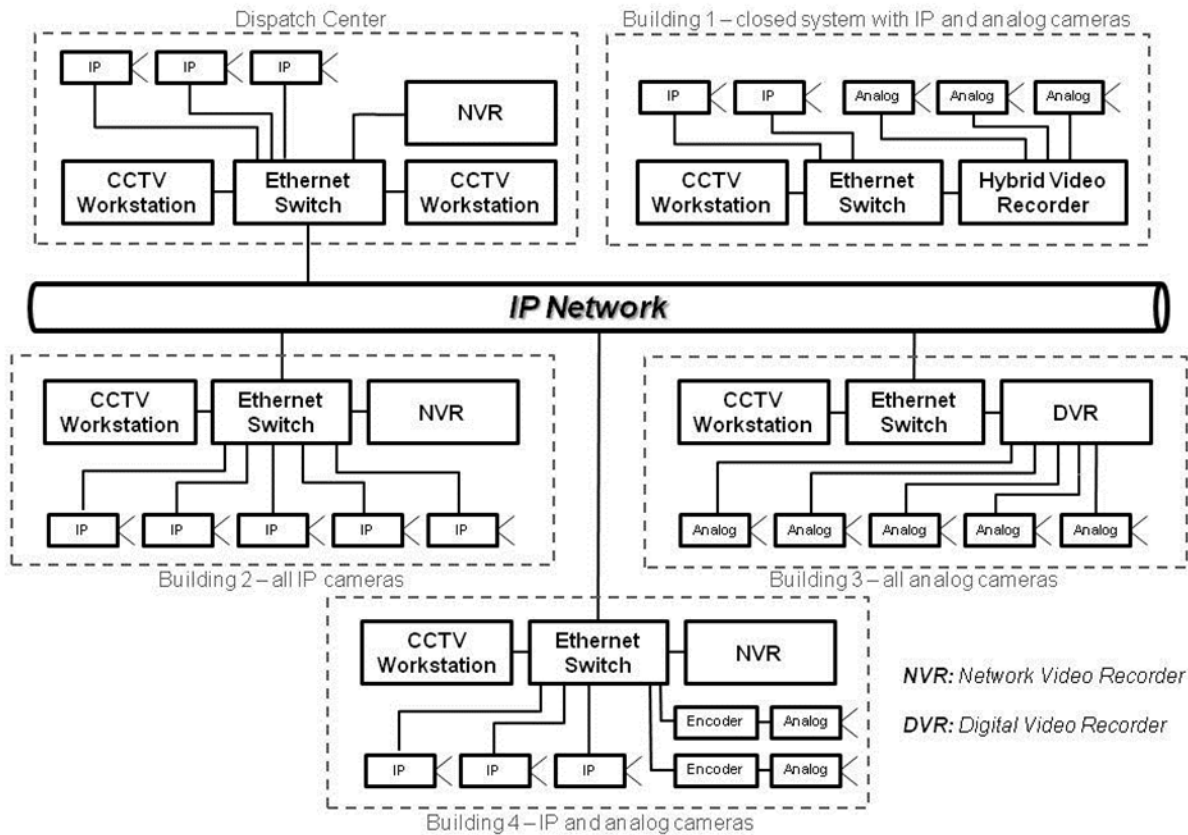 Dispatch Center
IP
IP
IP
NVR
CCTV
Workstation
Ethernet
Switch
CCTV
Workstation
Building 1 – closed system with IP and analog cameras
IP
IP
Analog
Analog
Analog
CCTV
Workstation
Ethernet
Switch
Hybrid Video
Recorder
IP Network
CCTV
Workstation
Ethernet
Switch
NVR
IP
IP
IP
IP
IP
Building 2 – all IP cameras
CCTV
Workstation
Ethernet
Switch
DVR
Analog
Analog
Analog
Analog
Analog
Building 3 – all analog cameras
CCTV
Workstation
Ethernet
Switch
NVR
Encoder
Analog
IP
IP
IP
Encoder
Analog
Building 4 – IP and analog cameras
NVR: Network Video Recorder
DVR: Digital Video Recorder